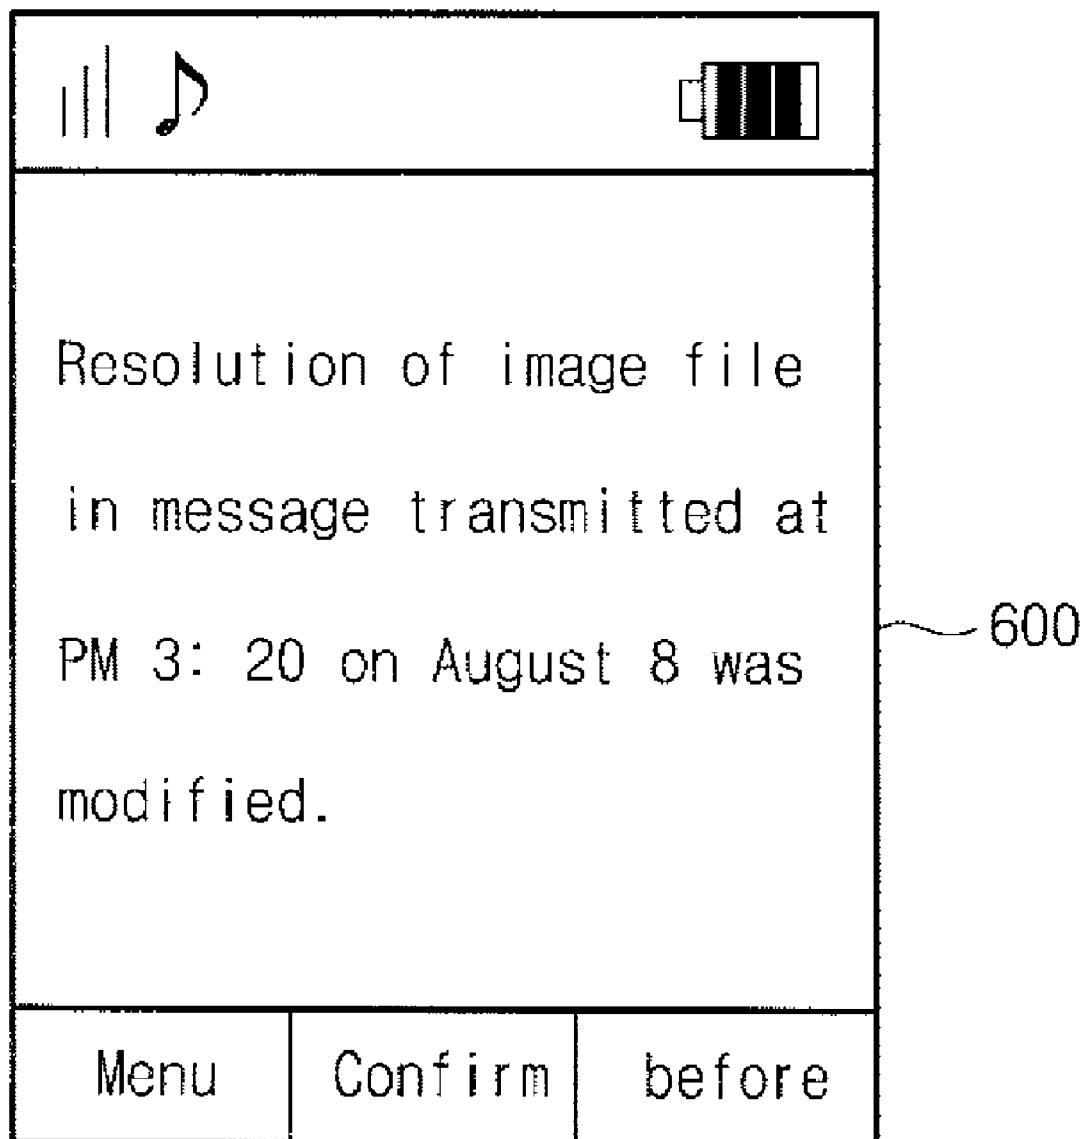 Resolution of image file
in message transmitted at
PM 3: 20 on August 8 was
modified.
600
Menu Confirm before